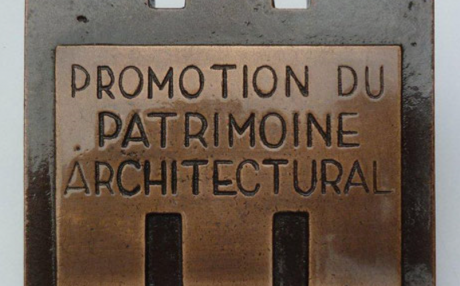 PROMOTION DU
PATRIMOINE
ARCHITECTURAL